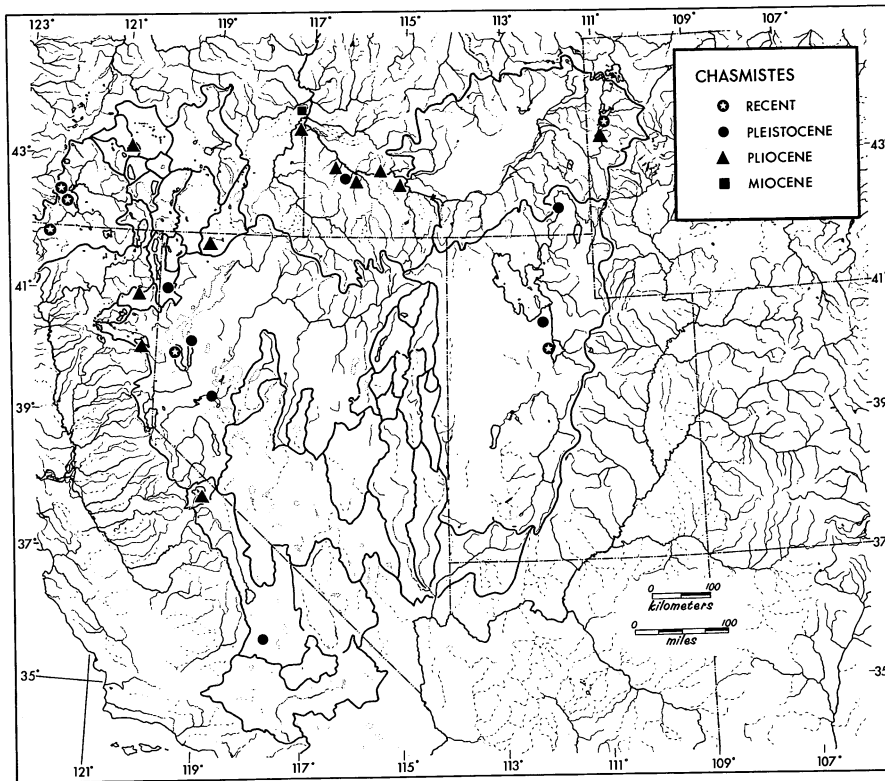 123° 121° 119° 117° 115° 113° 111° 109° 107°
CHASMISTES
RECENT
PLEISTOCENE
PLIOCENE
MIOCENE
43° 43°
41° 41°
39° 39°
37° 37°
0 100
kilometers
0 100
miles
35° 35°
121° 119° 117° 115° 113° 111° 109° 107°